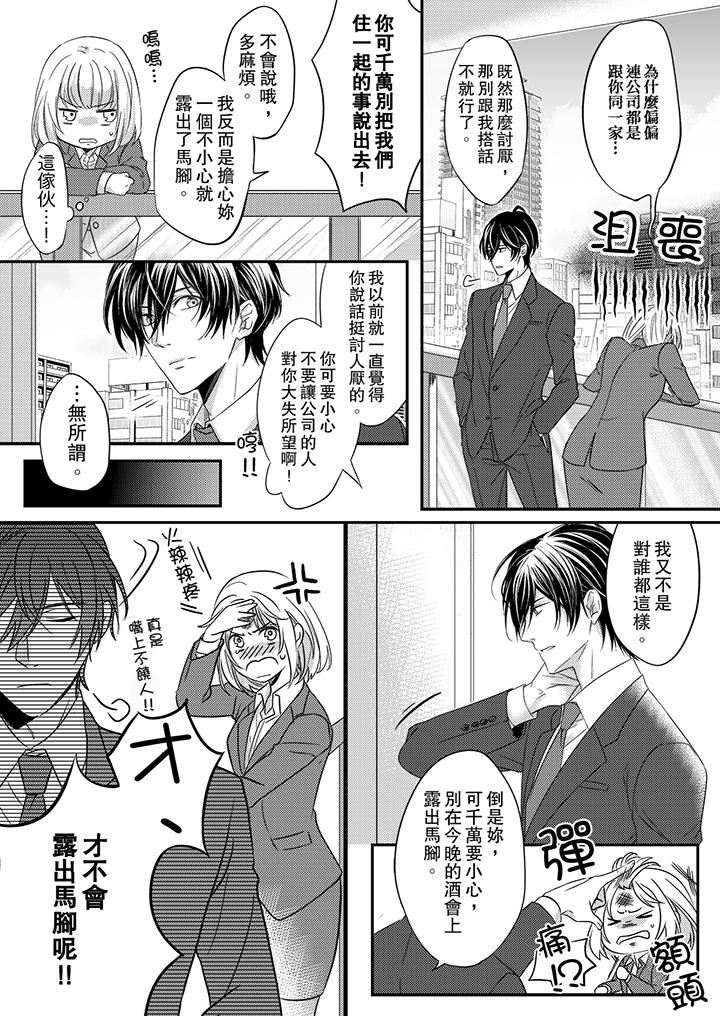 為什麼偏偏
連公司都是
跟你同一家…
既然那麼討厭，
那別跟我搭話
不就行了。
沮喪
你可千萬別把我們
住一起的事說出去！
不會說哦，
多麻煩。
我反而是擔心妳
一個不小心就
露出了馬腳。
嗚嗚…
這傢伙…！
我以前就一直覺得
你說話挺討人厭的。
你可要小心
不要讓公司的人
對你大失所望啊！
哼!!
…無所謂。
我又不是
對誰都這樣。
倒是妳，
可千萬要小心，
別在今晚的酒會上
露出馬腳。
彈
額頭
痛!?
火辣辣疼
真是
嘴上不饒人!!
才
才不會
露出馬腳呢!!